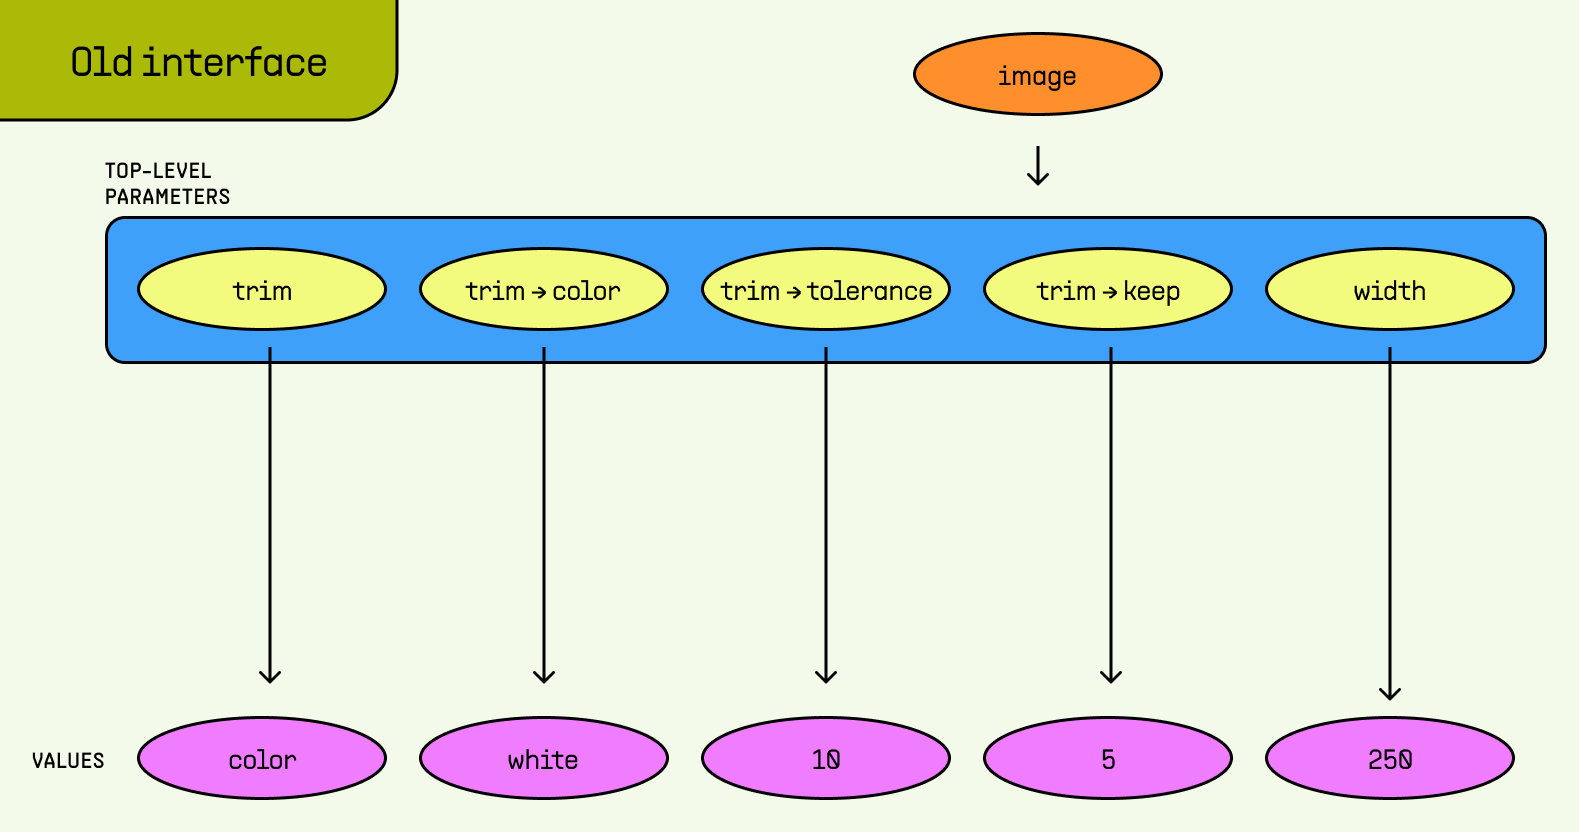 Old interface
image
TOP-LEVEL
PARAMETERS
trim
trim → color
trim → tolerance
trim → keep
width
VALUES
color
white
10
5
250